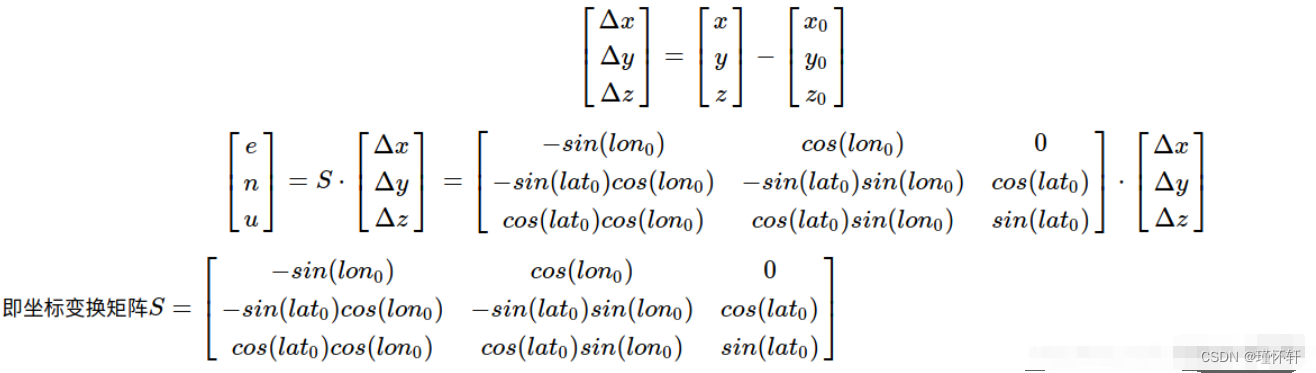 [Δx Δy Δz] = [x y z] − [x₀ y₀ z₀]
[e n u] = S · [Δx Δy Δz] = [−sin(lon₀) cos(lon₀) 0; −sin(lat₀)cos(lon₀) −sin(lat₀)sin(lon₀) cos(lat₀); cos(lat₀)cos(lon₀) cos(lat₀)sin(lon₀) sin(lat₀)] · [Δx Δy Δz]
即坐标变换矩阵S = [−sin(lon₀) cos(lon₀) 0; −sin(lat₀)cos(lon₀) −sin(lat₀)sin(lon₀) cos(lat₀); cos(lat₀)cos(lon₀) cos(lat₀)sin(lon₀) sin(lat₀)]
CSDN @瑾怀轩